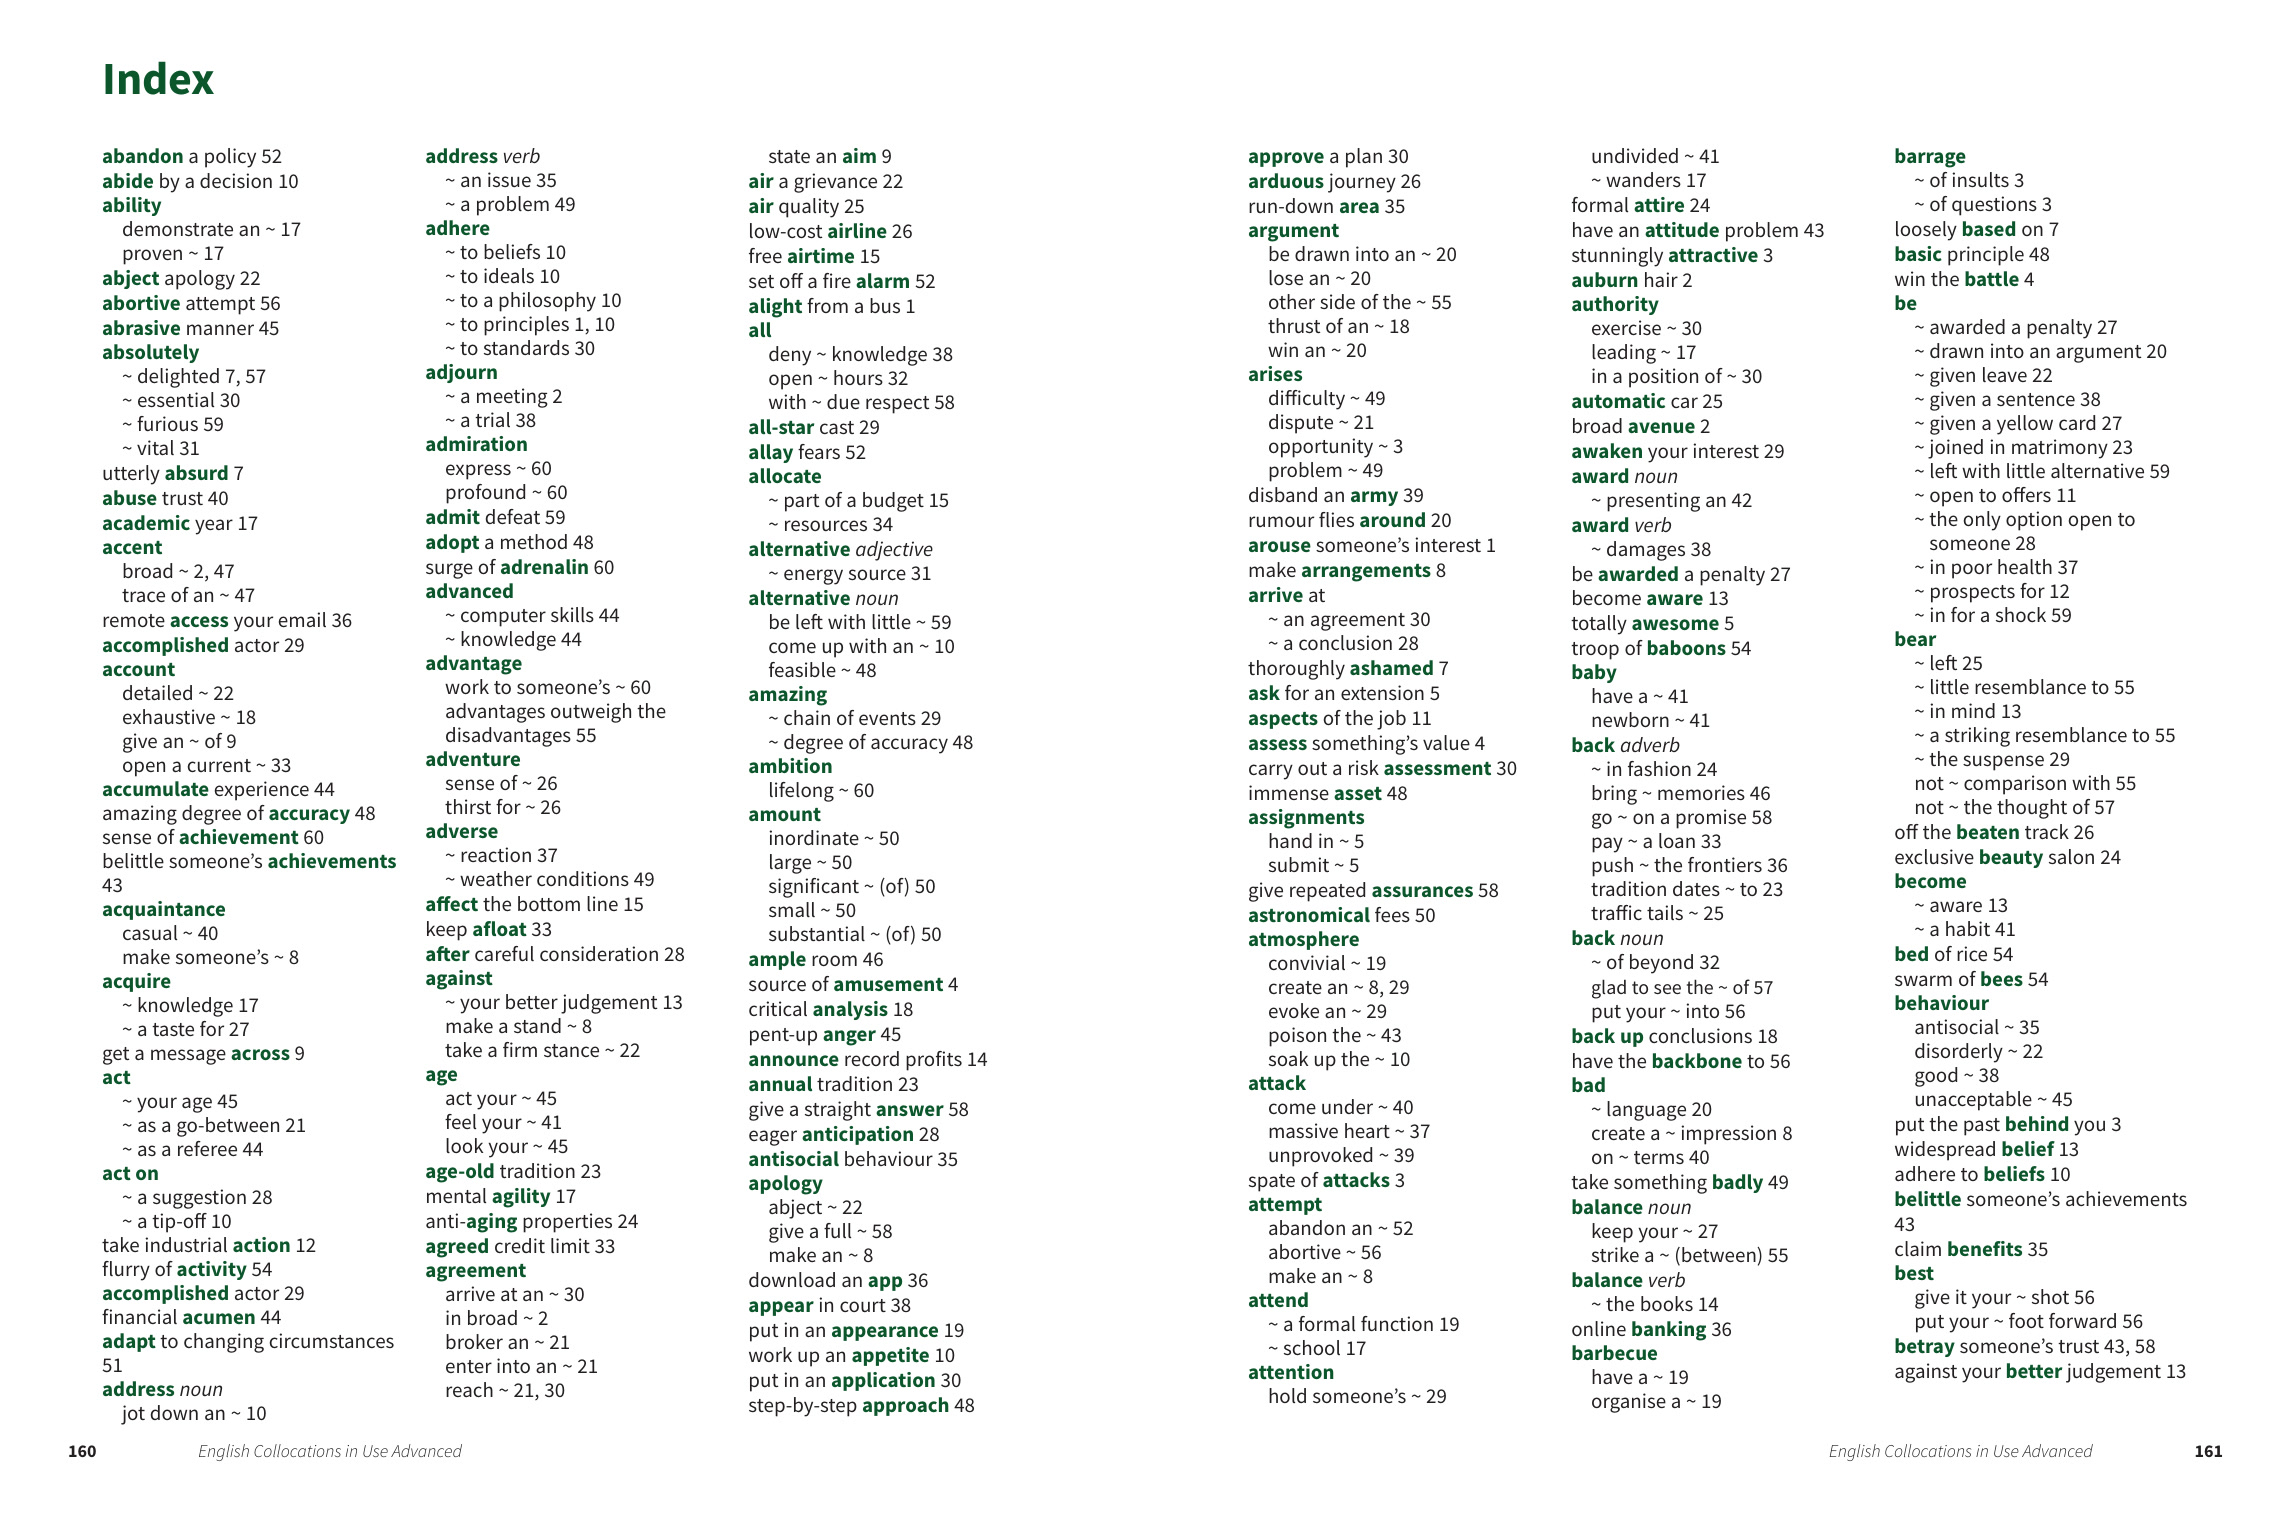 Index
abandon a policy 52
abide by a decision 10
ability
demonstrate an ~ 17
proven ~ 17
abject apology 22
abortive attempt 56
abrasive manner 45
absolutely
~ delighted 7, 57
~ essential 30
~ furious 59
~ vital 31
utterly absurd 7
abuse trust 40
academic year 17
accent
broad ~ 2, 47
trace of an ~ 47
remote access your email 36
accomplished actor 29
account
detailed ~ 22
exhaustive ~ 18
give an ~ of 9
open a current ~ 33
accumulate experience 44
amazing degree of accuracy 48
sense of achievement 60
belittle someone’s achievements
43
acquaintance
casual ~ 40
make someone’s ~ 8
acquire
~ knowledge 17
~ a taste for 27
get a message across 9
act
~ your age 45
~ as a go-between 21
~ as a referee 44
act on
~ a suggestion 28
~ a tip-off 10
take industrial action 12
flurry of activity 54
accomplished actor 29
financial acumen 44
adapt to changing circumstances
51
address noun
jot down an ~ 10
address verb
~ an issue 35
~ a problem 49
adhere
~ to beliefs 10
~ to ideals 10
~ to a philosophy 10
~ to principles 1, 10
~ to standards 30
adjourn
~ a meeting 2
~ a trial 38
admiration
express ~ 60
profound ~ 60
admit defeat 59
adopt a method 48
surge of adrenalin 60
advanced
~ computer skills 44
~ knowledge 44
advantage
work to someone’s ~ 60
advantages outweigh the
disadvantages 55
adventure
sense of ~ 26
thirst for ~ 26
adverse
~ reaction 37
~ weather conditions 49
affect the bottom line 15
keep afloat 33
after careful consideration 28
against
~ your better judgement 13
make a stand ~ 8
take a firm stance ~ 22
age
act your ~ 45
feel your ~ 41
look your ~ 45
age-old tradition 23
mental agility 17
anti-aging properties 24
agreed credit limit 33
agreement
arrive at an ~ 30
in broad ~ 2
broker an ~ 21
enter into an ~ 21
reach ~ 21, 30
state an aim 9
air a grievance 22
air quality 25
low-cost airline 26
free airtime 15
set off a fire alarm 52
alight from a bus 1
all
deny ~ knowledge 38
open ~ hours 32
with ~ due respect 58
all-star cast 29
allay fears 52
allocate
~ part of a budget 15
~ resources 34
alternative adjective
~ energy source 31
alternative noun
be left with little ~ 59
come up with an ~ 10
feasible ~ 48
amazing
~ chain of events 29
~ degree of accuracy 48
ambition
lifelong ~ 60
amount
inordinate ~ 50
large ~ 50
significant ~ (of) 50
small ~ 50
substantial ~ (of) 50
ample room 46
source of amusement 4
critical analysis 18
pent-up anger 45
announce record profits 14
annual tradition 23
give a straight answer 58
eager anticipation 28
antisocial behaviour 35
apology
abject ~ 22
give a full ~ 58
make an ~ 8
download an app 36
appear in court 38
put in an appearance 19
work up an appetite 10
put in an application 30
step-by-step approach 48
160 English Collocations in Use Advanced
approve a plan 30
arduous journey 26
run-down area 35
argument
be drawn into an ~ 20
lose an ~ 20
other side of the ~ 55
thrust of an ~ 18
win an ~ 20
arises
difficulty ~ 49
dispute ~ 21
opportunity ~ 3
problem ~ 49
disband an army 39
rumour flies around 20
arouse someone’s interest 1
make arrangements 8
arrive at
~ an agreement 30
~ a conclusion 28
thoroughly ashamed 7
ask for an extension 5
aspects of the job 11
assess something’s value 4
carry out a risk assessment 30
immense asset 48
assignments
hand in ~ 5
submit ~ 5
give repeated assurances 58
astronomical fees 50
atmosphere
convivial ~ 19
create an ~ 8, 29
evoke an ~ 29
poison the ~ 43
soak up the ~ 10
attack
come under ~ 40
massive heart ~ 37
unprovoked ~ 39
spate of attacks 3
attempt
abandon an ~ 52
abortive ~ 56
make an ~ 8
attend
~ a formal function 19
~ school 17
attention
hold someone’s ~ 29
undivided ~ 41
~ wanders 17
formal attire 24
have an attitude problem 43
stunningly attractive 3
auburn hair 2
authority
exercise ~ 30
leading ~ 17
in a position of ~ 30
automatic car 25
broad avenue 2
awaken your interest 29
award noun
~ presenting an 42
award verb
~ damages 38
be awarded a penalty 27
become aware 13
totally awesome 5
troop of baboons 54
baby
have a ~ 41
newborn ~ 41
back adverb
~ in fashion 24
bring ~ memories 46
go ~ on a promise 58
pay ~ a loan 33
push ~ the frontiers 36
tradition dates ~ to 23
traffic tails ~ 25
back noun
~ of beyond 32
glad to see the ~ of 57
put your ~ into 56
back up conclusions 18
have the backbone to 56
bad
~ language 20
create a ~ impression 8
on ~ terms 40
take something badly 49
balance noun
keep your ~ 27
strike a ~ (between) 55
balance verb
~ the books 14
online banking 36
barbecue
have a ~ 19
organise a ~ 19
barrage
~ of insults 3
~ of questions 3
loosely based on 7
basic principle 48
win the battle 4
be
~ awarded a penalty 27
~ drawn into an argument 20
~ given leave 22
~ given a sentence 38
~ given a yellow card 27
~ joined in matrimony 23
~ left with little alternative 59
~ open to offers 11
~ the only option open to
someone 28
~ in poor health 37
~ prospects for 12
~ in for a shock 59
bear
~ left 25
~ little resemblance to 55
~ in mind 13
~ a striking resemblance to 55
~ the suspense 29
not ~ comparison with 55
not ~ the thought of 57
off the beaten track 26
exclusive beauty salon 24
become
~ aware 13
~ a habit 41
bed of rice 54
swarm of bees 54
behaviour
antisocial ~ 35
disorderly ~ 22
good ~ 38
unacceptable ~ 45
put the past behind you 3
widespread belief 13
adhere to beliefs 10
belittle someone’s achievements
43
claim benefits 35
best
give it your ~ shot 56
put your ~ foot forward 56
betray someone’s trust 43, 58
against your better judgement 13
English Collocations in Use Advanced 161